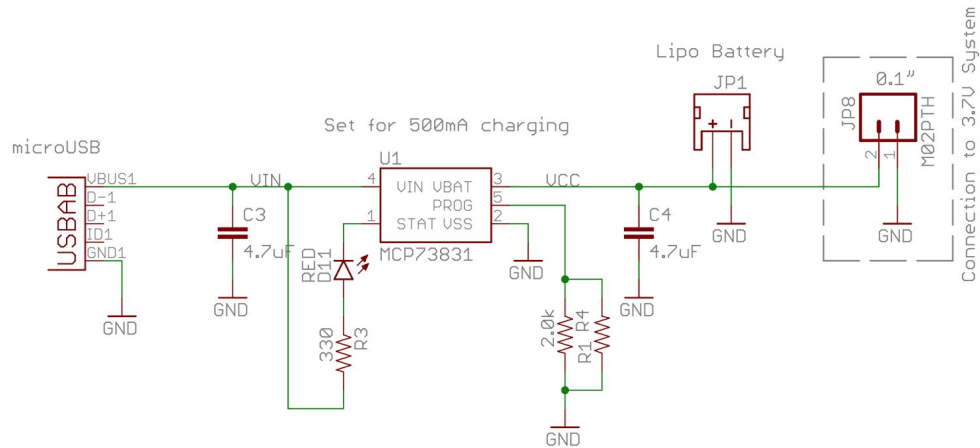 Lipo Battery
JP1
+ -
Connection to 3.7V System
0.1"
JP8
2 1
M02PTH
Set for 500mA charging
microUSB
USBAB
VBUS1
D-1
D+1
ID1
GND1
GND
VIN
C3
4.7uF
GND
U1
4 VIN VBAT 3
PROG 5
1 STAT VSS 2
MCP73831
RED
D11
330
R3
GND
VCC
C4
4.7uF
GND
2.0k
R1 R4
GND
GND
GND